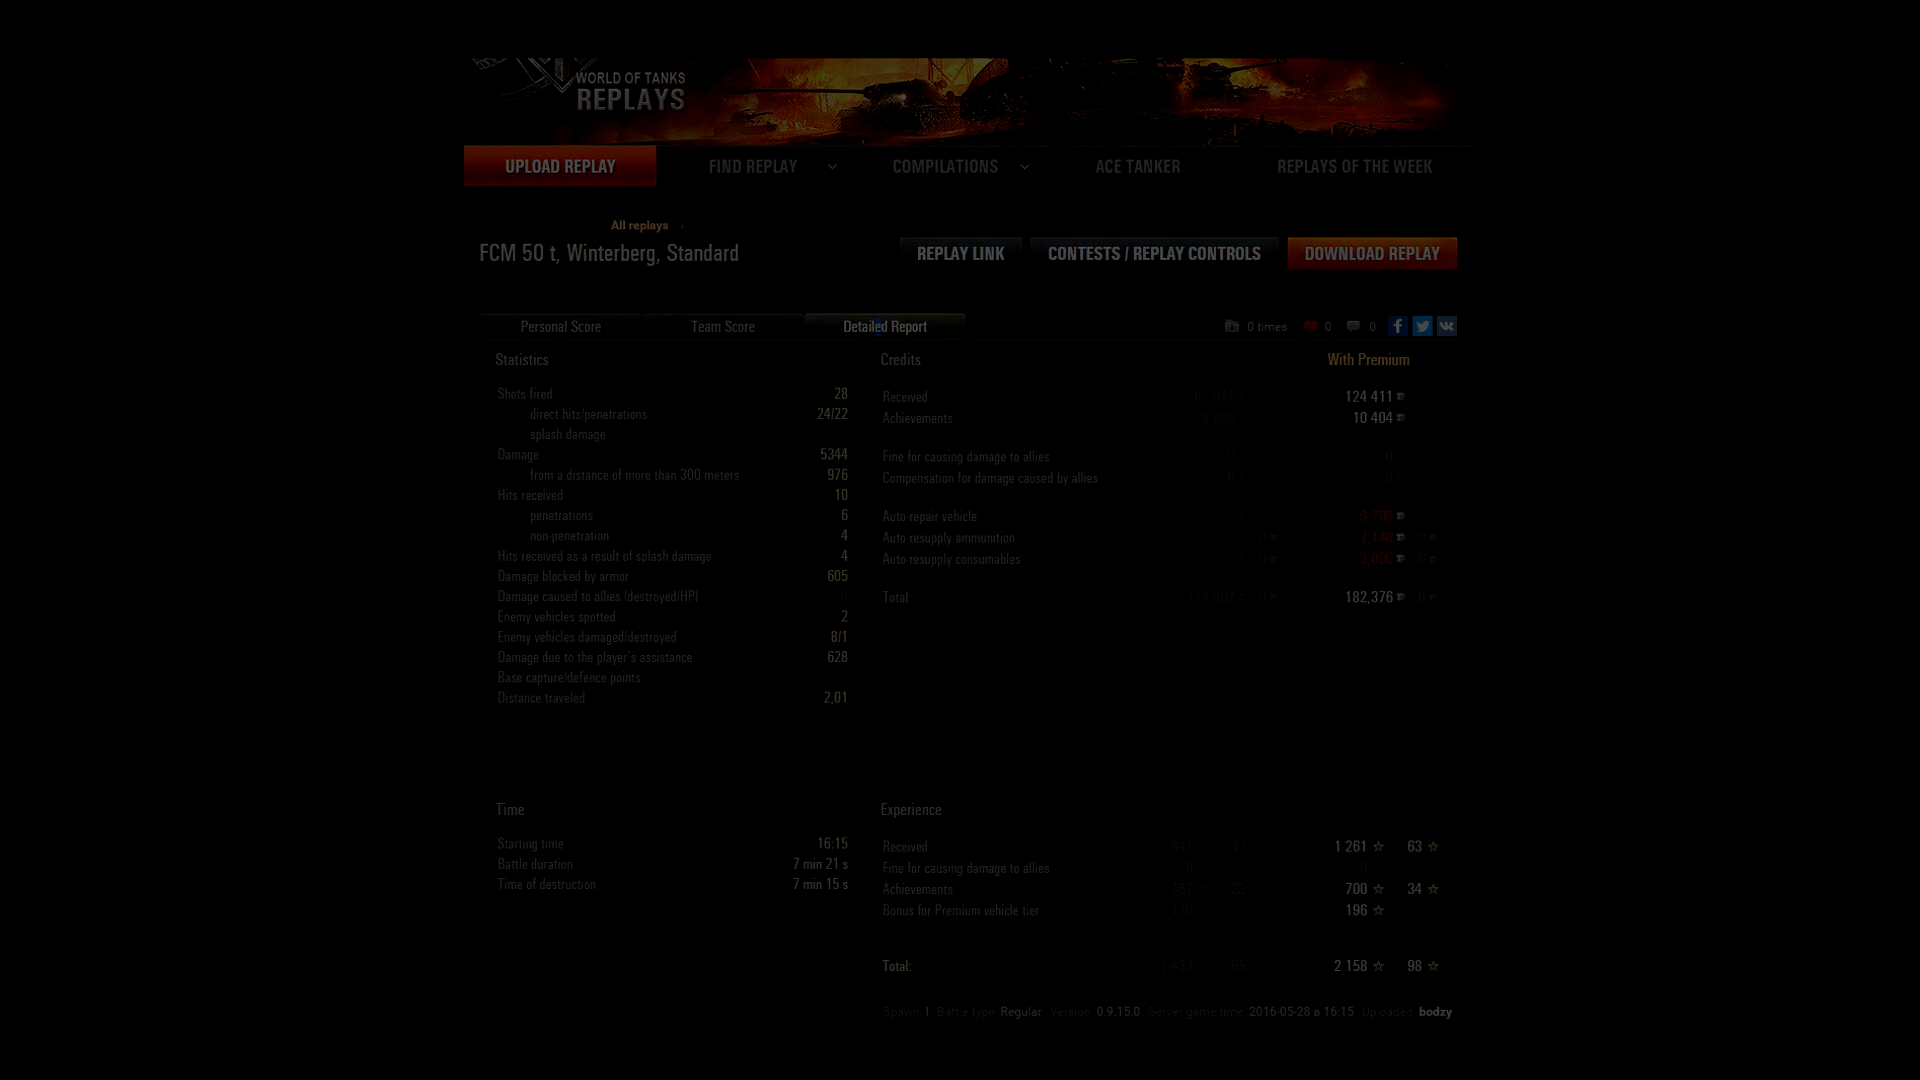 WORLD OF TANKS
REPLAYS
UPLOAD REPLAY FIND REPLAY COMPILATIONS ACE TANKER REPLAYS OF THE WEEK
All replays
FCM 50 t, Winterberg, Standard REPLAY LINK CONTESTS / REPLAY CONTROLS DOWNLOAD REPLAY
Personal Score Team Score Detailed Report 0 times 0 0
Statistics Credits With Premium
Shots fired 28 Received 124 411
direct hits/penetrations 24/22 Achievements 10 404
splash damage
Damage 5344 Fine for causing damage to allies 0 0
from a distance of more than 300 meters 976 Compensation for damage caused by allies 0 0
Hits received 10
penetrations 6 Auto-repair vehicle
non-penetration 4 Auto-resupply ammunition 0 0
Hits received as a result of splash damage 4 Auto-resupply consumables 0 0
Damage blocked by armor 605
Damage caused to allies (destroyed/HP) Total: 0 182,376 0
Enemy vehicles spotted 2
Enemy vehicles damaged/destroyed 8/1
Damage due to the player's assistance 628
Base capture/defence points
Distance traveled 2,01
Time Experience
Starting time 16:15 Received 1 261 63
Battle duration 7 min 21 s Fine for causing damage to allies 0
Time of destruction 7 min 15 s Achievements 700 34
Bonus for Premium vehicle tier 196
Total: 2 158 98
Spawn: I Battle type: Regular Version: 0.9.15.0 Server game time: 2016-05-28 в 16:15 Uploaded: bodzy